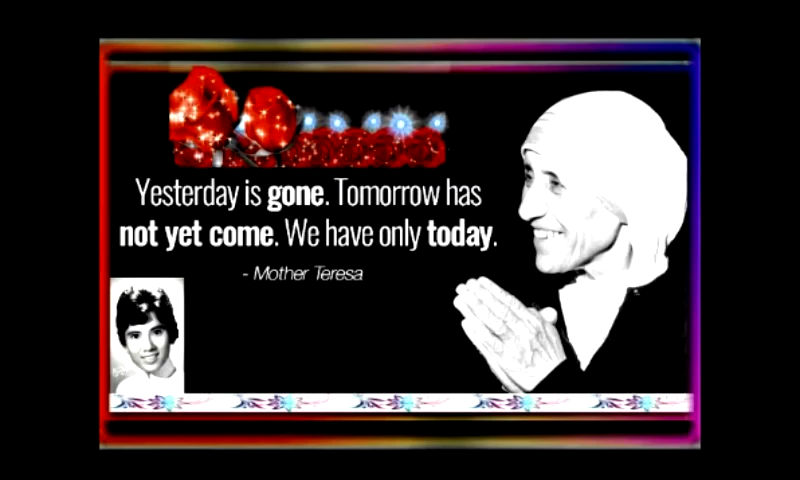 Yesterday is gone. Tomorrow has
not yet come. We have only today.
- Mother Teresa